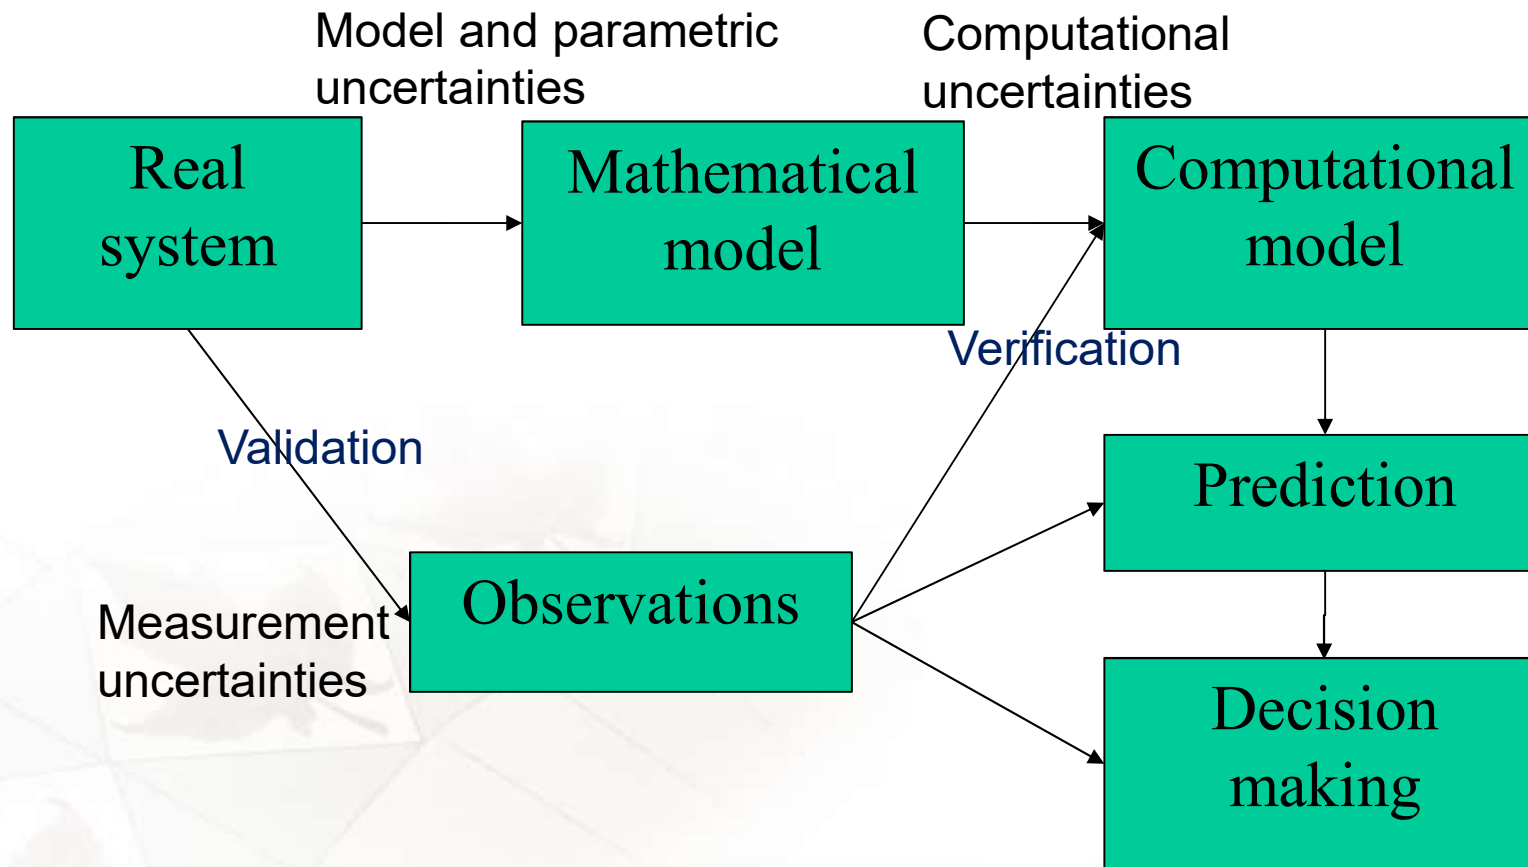 Model and parametric
uncertainties
Computational
uncertainties
Real
system
Mathematical
model
Computational
model
Verification
Validation
Prediction
Observations
Measurement
uncertainties
Decision
making